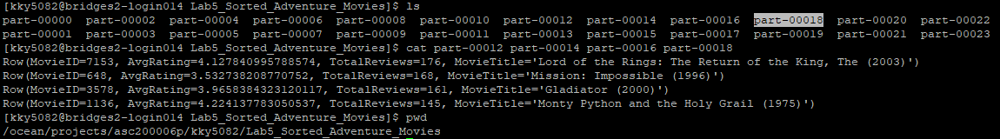 [kky5082@bridges2-login014 Lab5_Sorted_Adventure_Movies]$ ls
part-00000  part-00002  part-00004  part-00006  part-00008  part-00010  part-00012  part-00014  part-00016  part-00018  part-00020  part-00022
part-00001  part-00003  part-00005  part-00007  part-00009  part-00011  part-00013  part-00015  part-00017  part-00019  part-00021  part-00023
[kky5082@bridges2-login014 Lab5_Sorted_Adventure_Movies]$ cat part-00012 part-00014 part-00016 part-00018
Row(MovieID=7153, AvgRating=4.127840995788574, TotalReviews=176, MovieTitle='Lord of the Rings: The Return of the King, The (2003)')
Row(MovieID=648, AvgRating=3.532738208770752, TotalReviews=168, MovieTitle='Mission: Impossible (1996)')
Row(MovieID=3578, AvgRating=3.9658384323120117, TotalReviews=161, MovieTitle='Gladiator (2000)')
Row(MovieID=1136, AvgRating=4.224137783050537, TotalReviews=145, MovieTitle='Monty Python and the Holy Grail (1975)')
[kky5082@bridges2-login014 Lab5_Sorted_Adventure_Movies]$ pwd
/ocean/projects/asc200006p/kky5082/Lab5_Sorted_Adventure_Movies